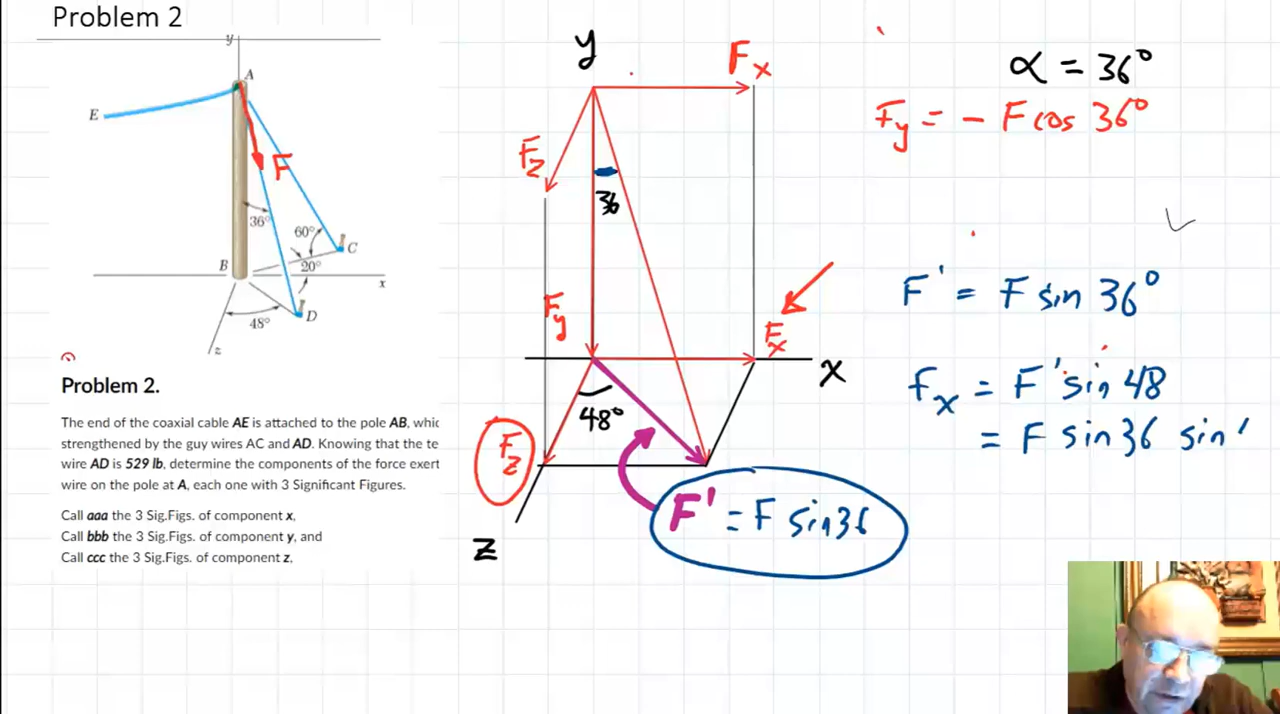 Problem 2
y
A
E
F
36°
60°
C
B
20°
x
48°
D
z
Problem 2.
The end of the coaxial cable AE is attached to the pole AB, whic
strengthened by the guy wires AC and AD. Knowing that the te
wire AD is 529 lb, determine the components of the force exert
wire on the pole at A, each one with 3 Significant Figures.
Call aaa the 3 Sig.Figs. of component x,
Call bbb the 3 Sig.Figs. of component y, and
Call ccc the 3 Sig.Figs. of component z,
y
Fx
Fz
36
Fy
Fx
x
48°
Fz
z
F' = F sin36
α = 36°
Fy = - F cos 36°
F' = F sin 36°
Fx = F' sin 48
= F sin36 sin